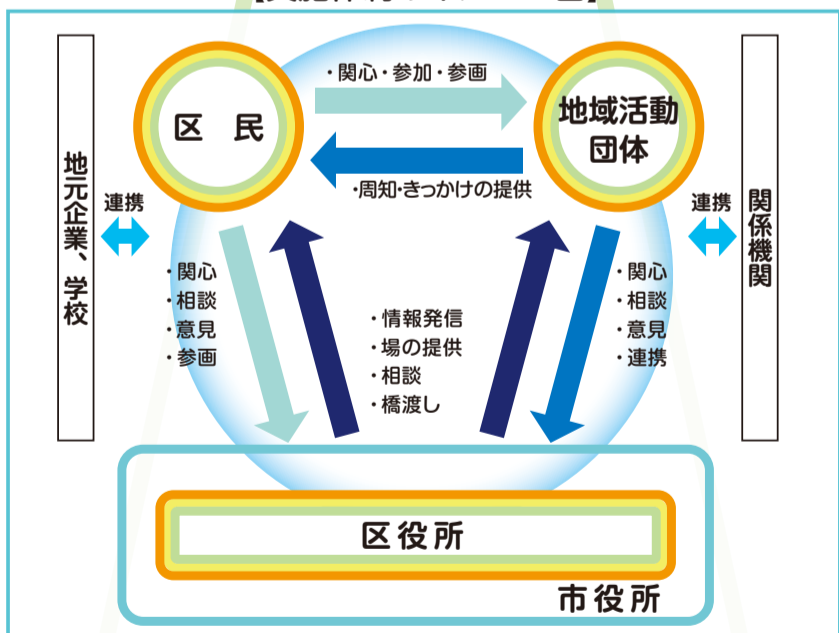 ・関心・参加・参画
区　民
地域活動
団体
・周知・きっかけの提供
地元企業、学校
連携
連携
関係機関
・関心
・相談
・意見
・参画
・情報発信
・場の提供
・相談
・橋渡し
・関心
・相談
・意見
・連携
区役所
市役所